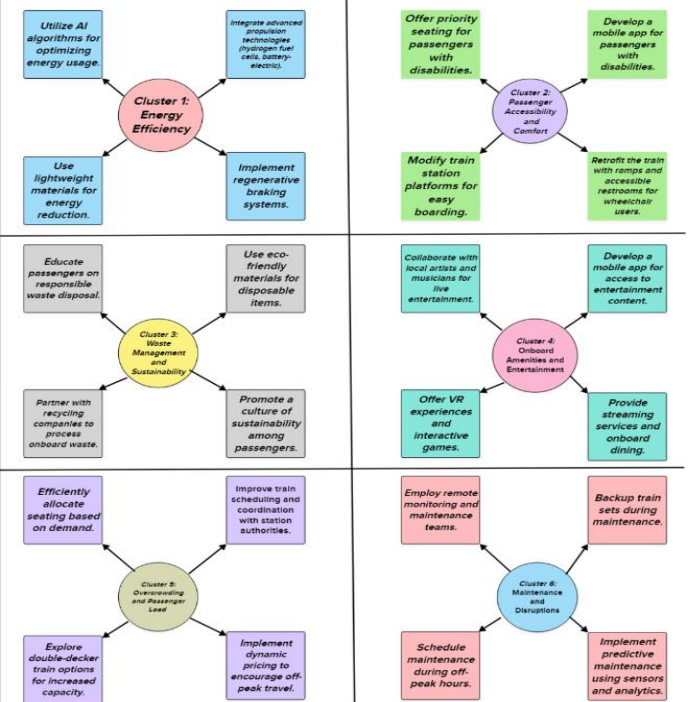 Utilize AI
algorithms for
optimizing
energy usage.
Integrate advanced
propulsion
technologies
(hydrogen fuel
cells, battery-
electric).
Cluster 1:
Energy
Efficiency
Use
lightweight
materials for
energy
reduction.
Implement
regenerative
braking
systems.
Offer priority
seating for
passengers
with
disabilities.
Develop a
mobile app for
passengers
with
disabilities.
Cluster 2:
Passenger
Accessibility
and
Comfort
Modify train
station
platforms for
easy
boarding.
Retrofit the train
with ramps and
accessible
restrooms for
wheelchair
users.
Educate
passengers on
responsible
waste disposal.
Use eco-
friendly
materials for
disposable
items.
Cluster 3:
Waste
Management
and
Sustainability
Partner with
recycling
companies to
process
onboard waste.
Promote a
culture of
sustainability
among
passengers.
Collaborate with
local artists and
musicians for
live
entertainment.
Develop a
mobile app for
access to
entertainment
content.
Cluster 4:
Onboard
Amenities and
Entertainment
Offer VR
experiences
and
interactive
games.
Provide
streaming
services and
onboard
dining.
Efficiently
allocate
seating based
on demand.
Improve train
scheduling and
coordination
with station
authorities.
Cluster 5:
Overcrowding
and Passenger
Load
Explore
double-decker
train options
for increased
capacity.
Implement
dynamic
pricing to
encourage off-
peak travel.
Employ remote
monitoring and
maintenance
teams.
Backup train
sets during
maintenance.
Cluster 6:
Maintenance
and
Disruptions
Schedule
maintenance
during off-
peak hours.
Implement
predictive
maintenance
using sensors
and analytics.